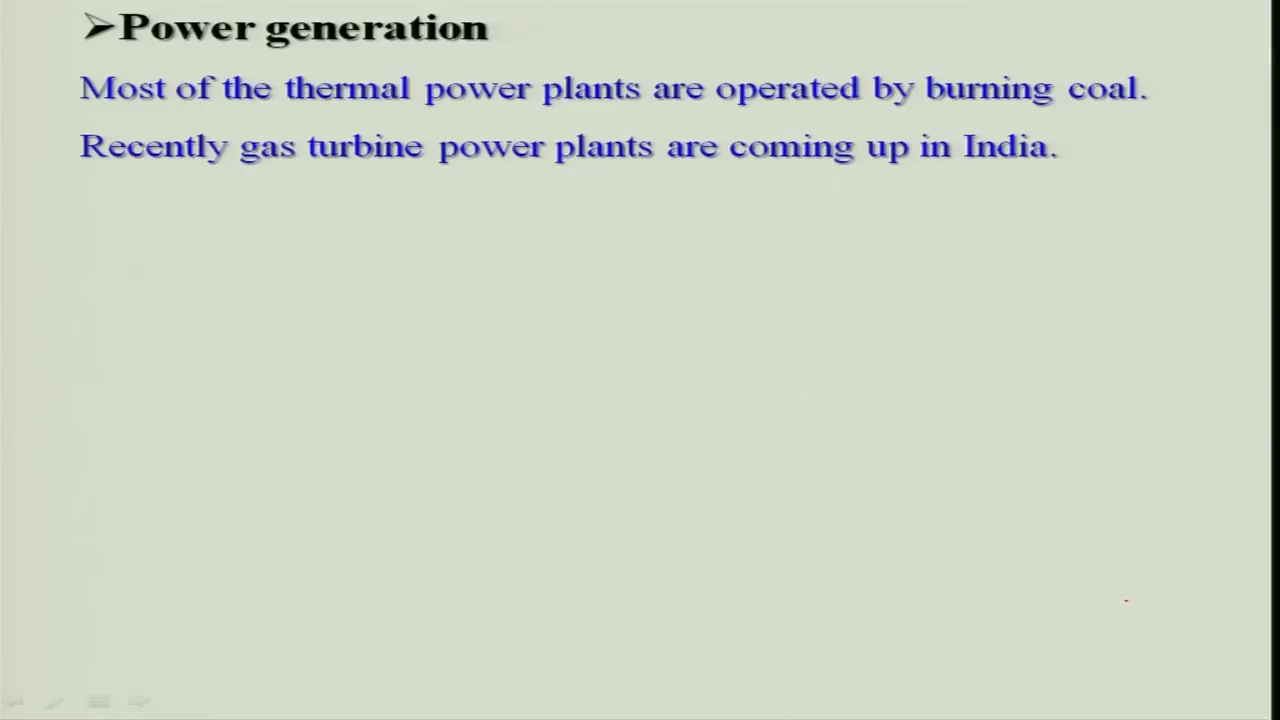 ➢Power generation
Most of the thermal power plants are operated by burning coal.
Recently gas turbine power plants are coming up in India.